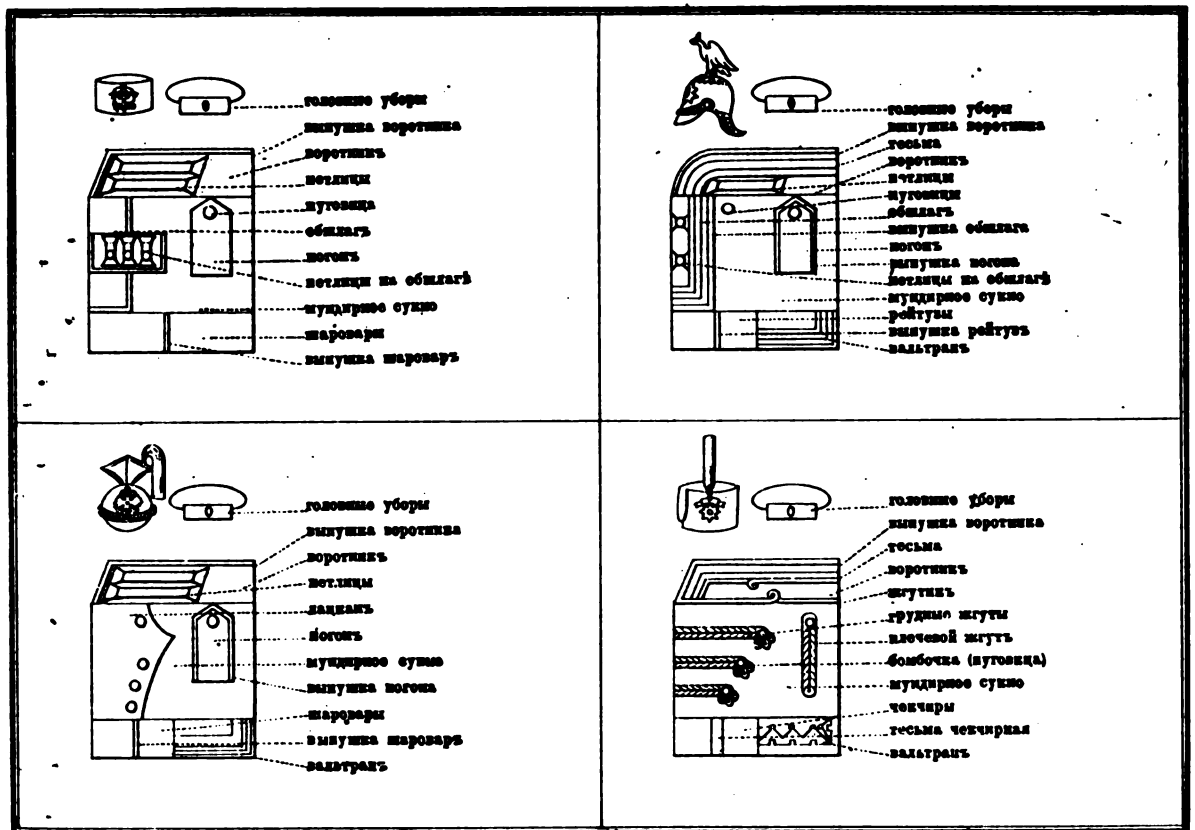 головные уборы
выпушка воротника
воротникъ
петлицы
пуговица
обшлагъ
погонъ
петлицы на обшлагѣ
мундирное сукно
шаровары
выпушка шароваръ
головные уборы
выпушка воротника
тесьма
воротникъ
петлицы
пуговицы
обшлагъ
выпушка обшлага
погонъ
выпушка погона
петлицы на обшлагѣ
мундирное сукно
рейтузы
выпушка рейтузъ
вальтрапъ
головные уборы
выпушка воротника
воротникъ
петлицы
лацканъ
погонъ
мундирное сукно
выпушка погона
шаровары
выпушка шароваръ
вальтрапъ
головные уборы
выпушка воротника
тесьма
воротникъ
жгутикъ
грудные жгуты
плечевой жгутъ
бомбочка (пуговица)
мундирное сукно
чекчиры
тесьма чекчирная
вальтрапъ